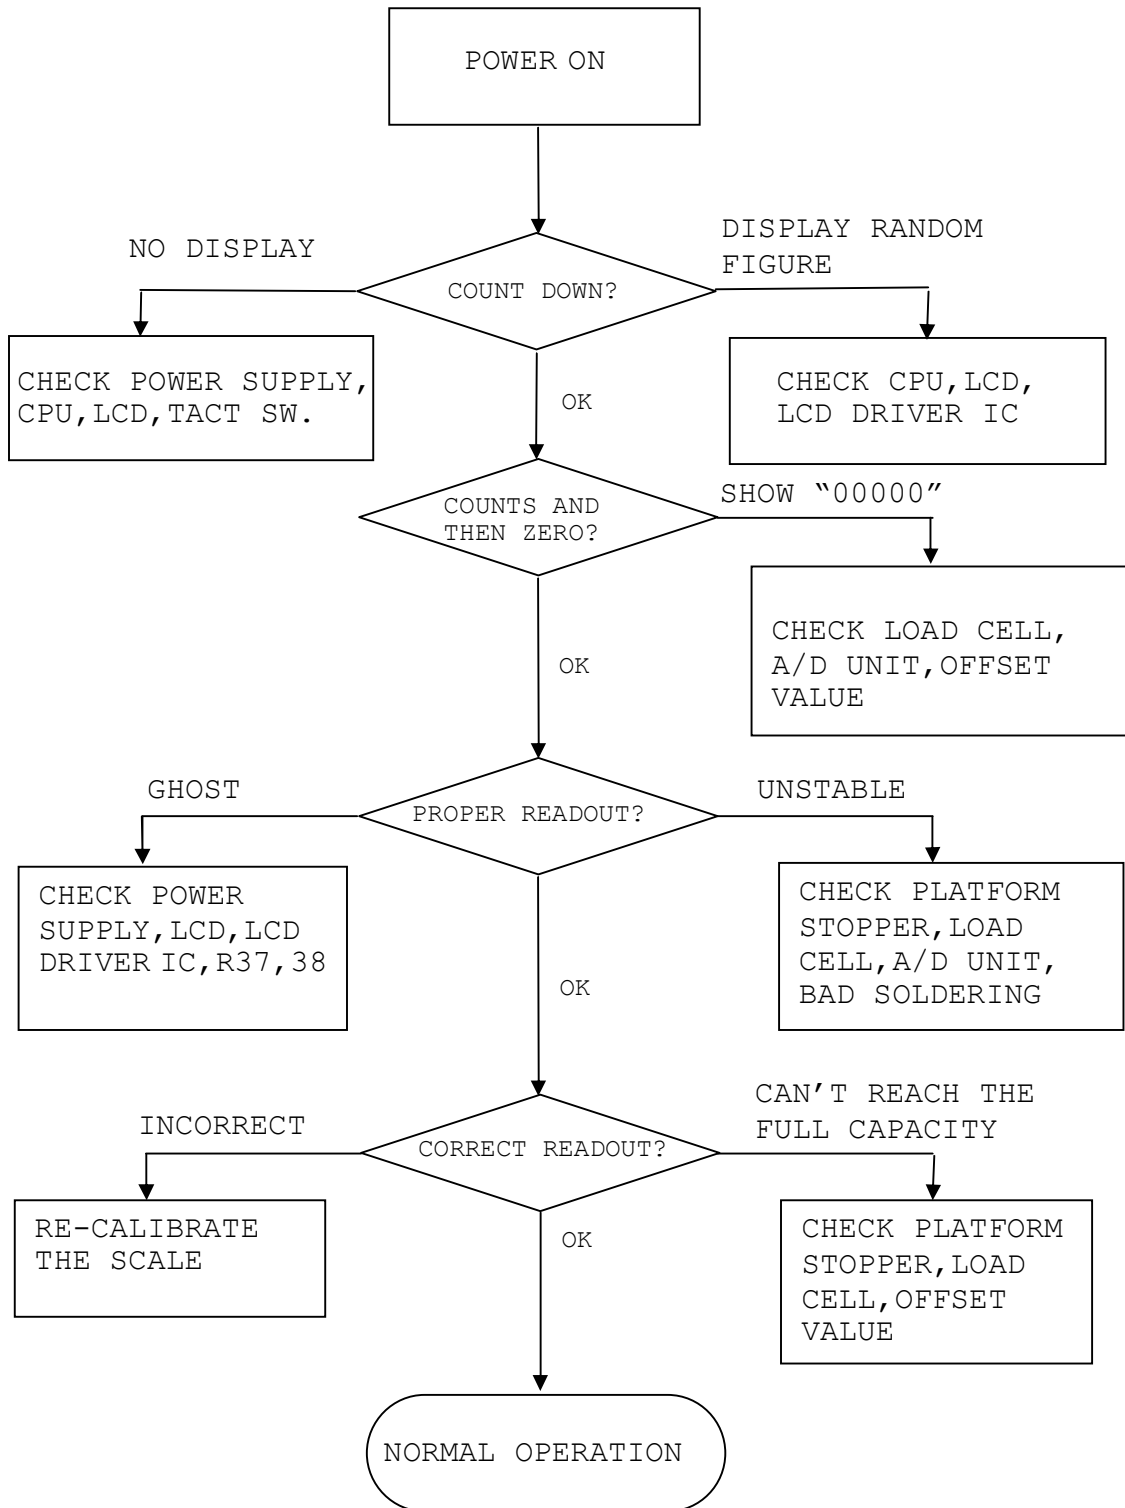 POWER ON
NO DISPLAY
DISPLAY RANDOM
FIGURE
COUNT DOWN?
CHECK POWER SUPPLY,
CPU,LCD,TACT SW.
OK
CHECK CPU,LCD,
LCD DRIVER IC
COUNTS AND
THEN ZERO?
SHOW “00000”
OK
CHECK LOAD CELL,
A/D UNIT,OFFSET
VALUE
GHOST
PROPER READOUT?
UNSTABLE
CHECK POWER
SUPPLY,LCD,LCD
DRIVER IC,R37,38
OK
CHECK PLATFORM
STOPPER,LOAD
CELL,A/D UNIT,
BAD SOLDERING
INCORRECT
CORRECT READOUT?
CAN’T REACH THE
FULL CAPACITY
RE-CALIBRATE
THE SCALE
OK
CHECK PLATFORM
STOPPER,LOAD
CELL,OFFSET
VALUE
NORMAL OPERATION